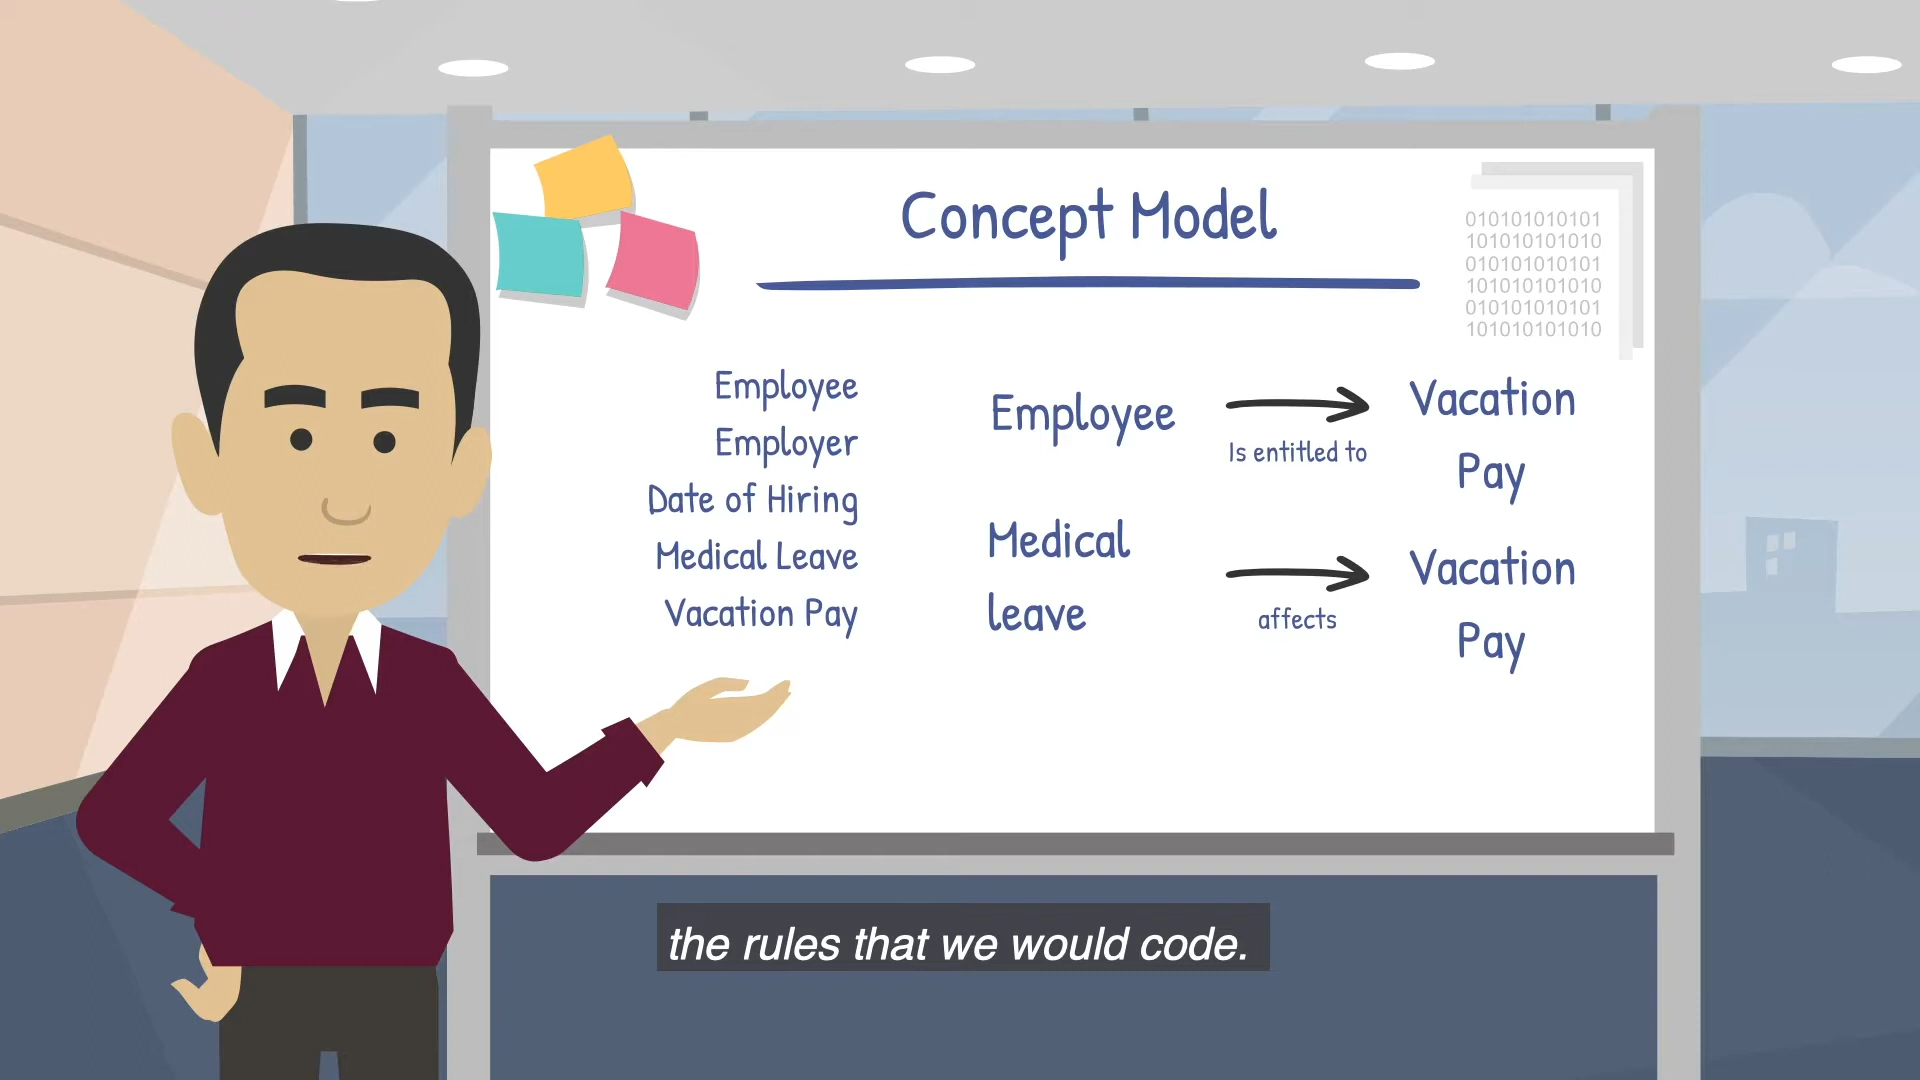 Concept Model
010101010101
101010101010
010101010101
101010101010
010101010101
101010101010
Employee
Employer
Date of Hiring
Medical Leave
Vacation Pay
Employee
Is entitled to
Vacation
Pay
Medical
leave
affects
Vacation
Pay
the rules that we would code.